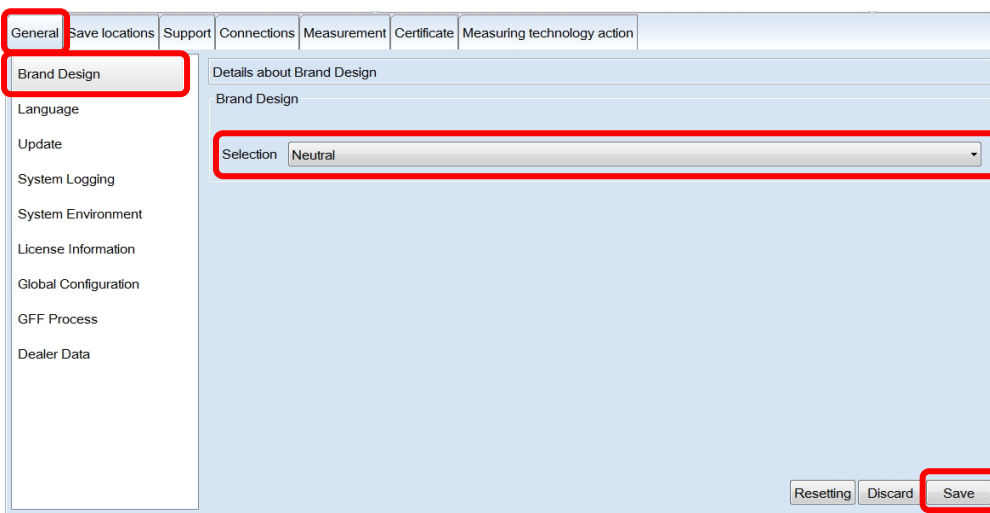 General Save locations Support Connections Measurement Certificate Measuring technology action
Brand Design
Language
Update
System Logging
System Environment
License Information
Global Configuration
GFF Process
Dealer Data
Details about Brand Design
Brand Design
Selection Neutral
Resetting Discard Save